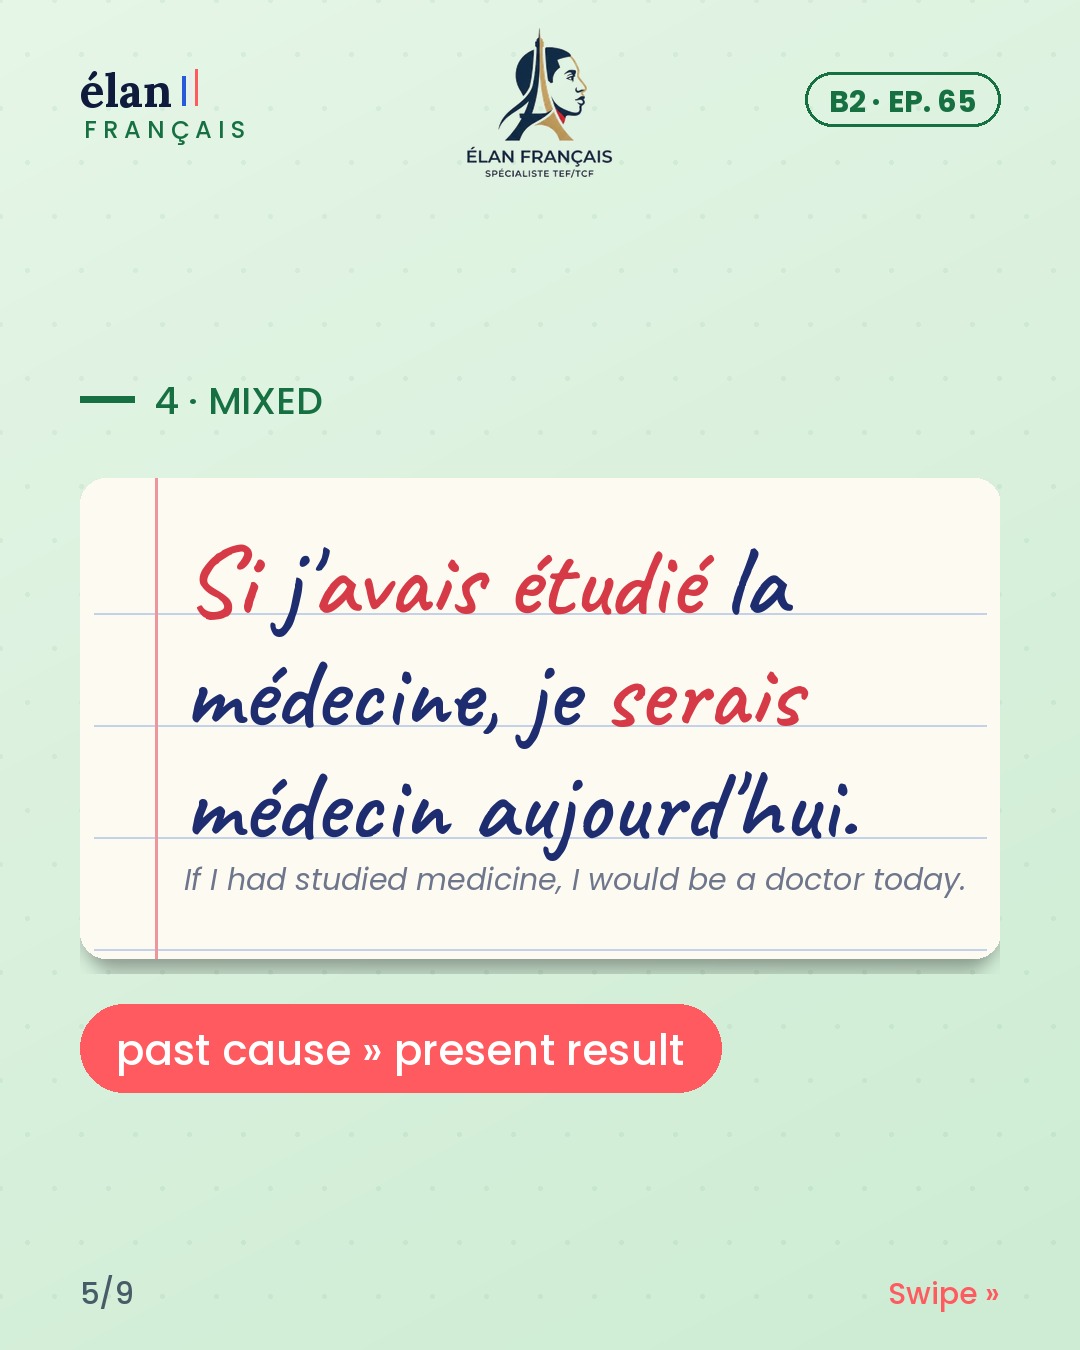 élan
FRANÇAIS
ÉLAN FRANÇAIS
SPÉCIALISTE TEF/TCF
B2 · EP. 65
4 · MIXED
Si j'avais étudié la
médecine, je serais
médecin aujourd'hui.
If I had studied medicine, I would be a doctor today.
past cause » present result
5/9
Swipe »